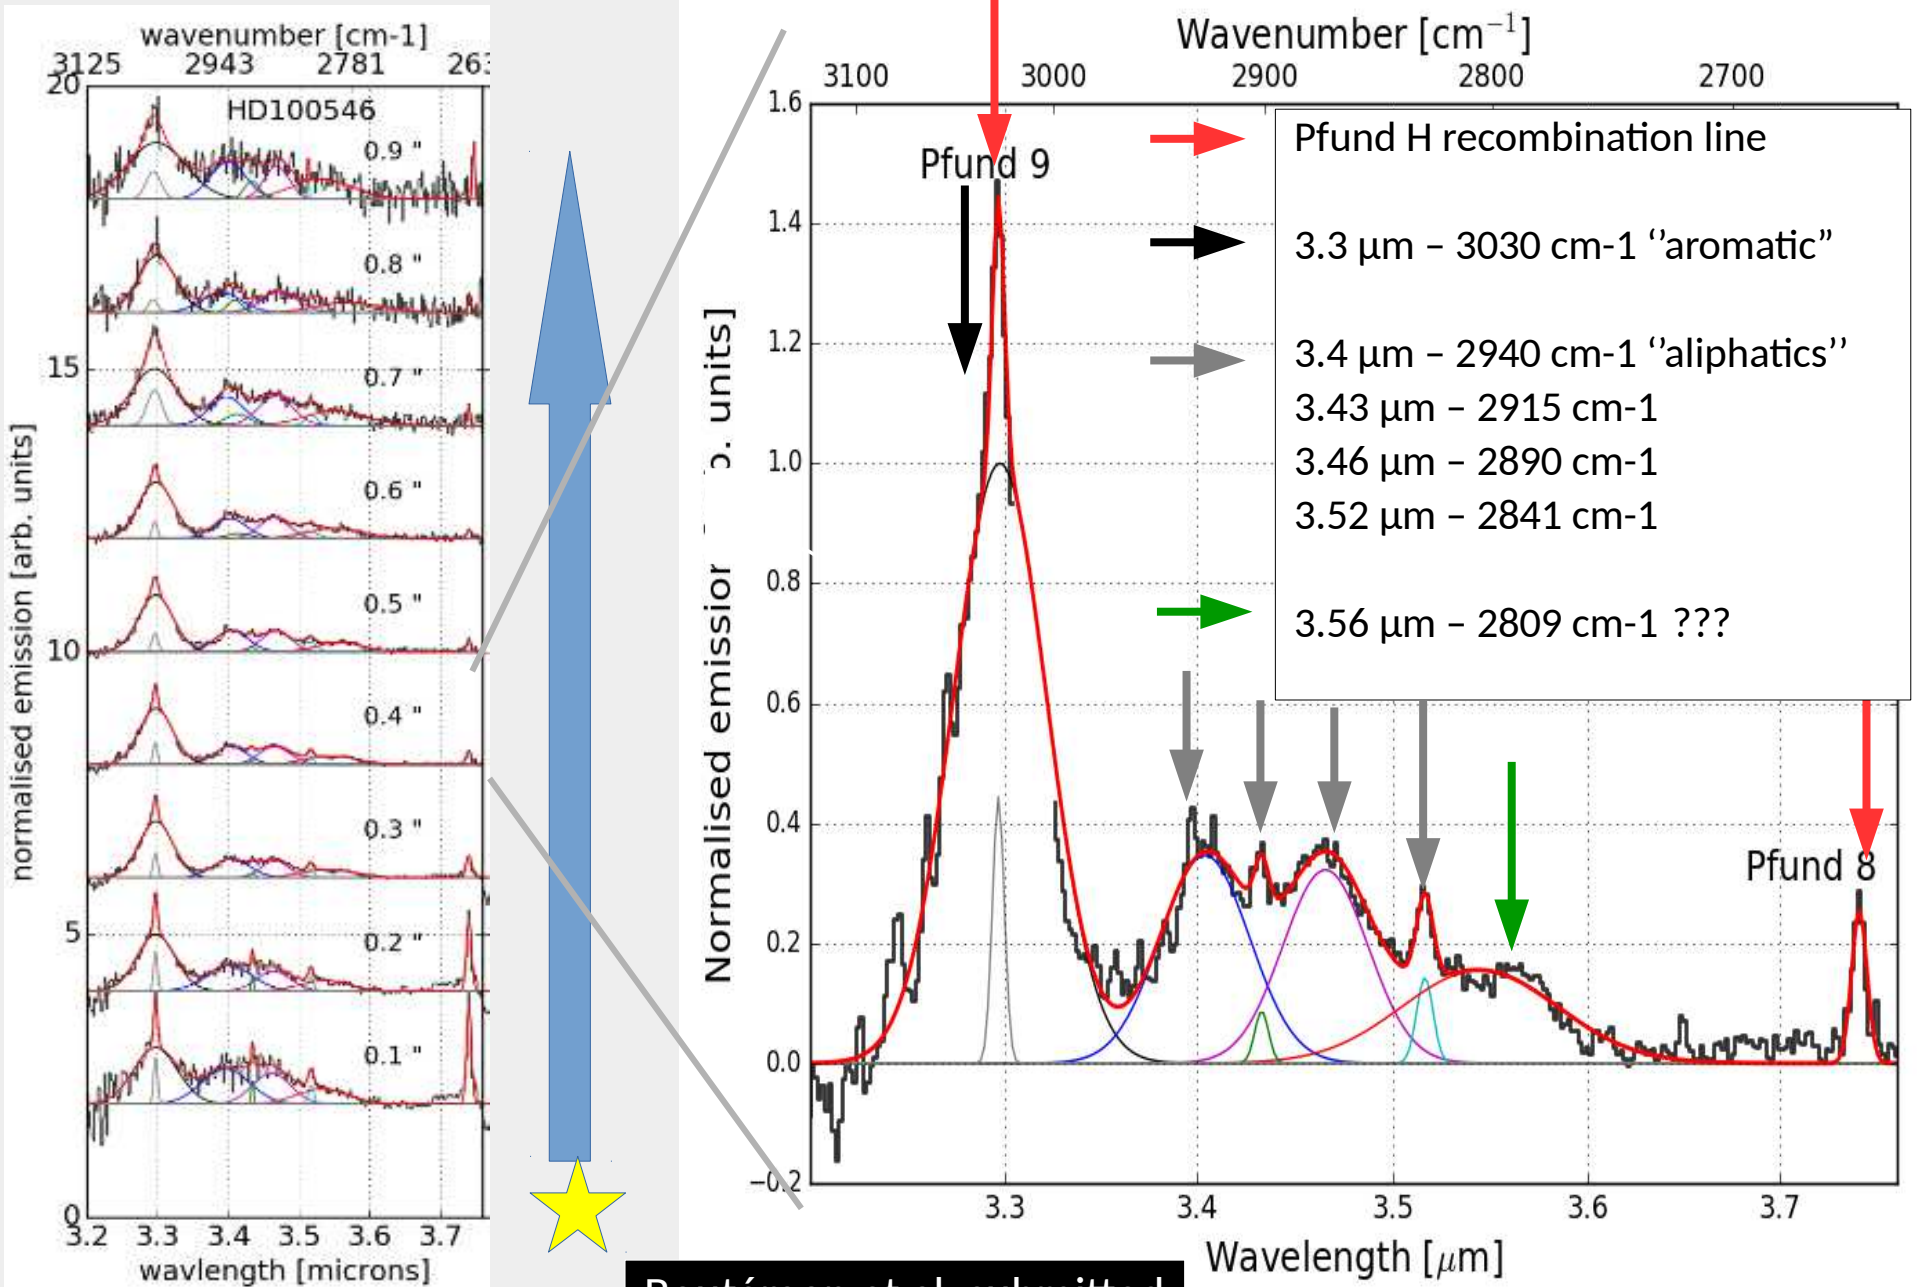 wavenumber [cm-1]
3125 2943 2781
20
HD100546
0.9 "
0.8 "
15
0.7 "
0.6 "
0.5 "
10
0.4 "
0.3 "
5
0.2 "
0.1 "
0
3.2 3.3 3.4 3.5 3.6 3.7
wavlength [microns]
normalised emission [arb. units]
Wavenumber [cm⁻¹]
3100 3000 2900 2800 2700
1.6
1.4
1.2
1.0
0.8
0.6
0.4
0.2
0.0
−0.2
Normalised emission
b. units]
Pfund 9
Pfund H recombination line
3.3 µm – 3030 cm-1 ‘’aromatic”
3.4 µm – 2940 cm-1 ‘’aliphatics’’
3.43 µm – 2915 cm-1
3.46 µm – 2890 cm-1
3.52 µm – 2841 cm-1
3.56 µm – 2809 cm-1 ???
Pfund 8
3.3 3.4 3.5 3.6 3.7
Wavelength [μm]